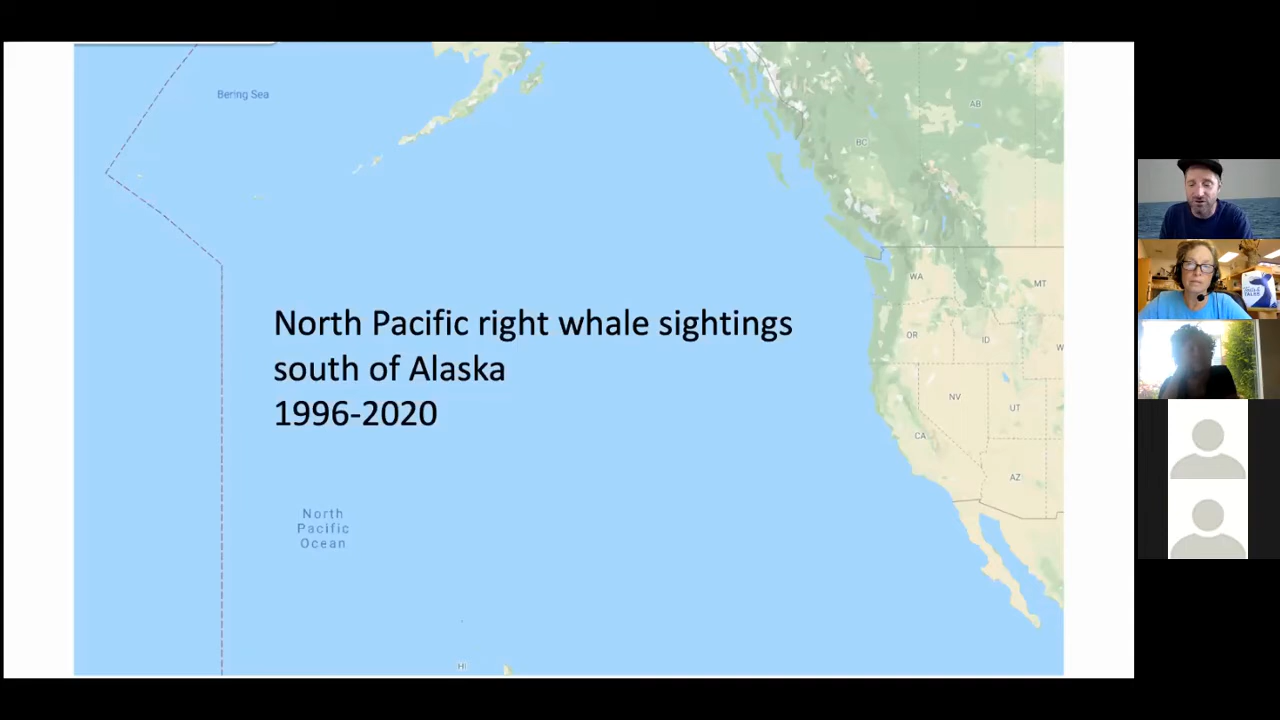 Bering Sea
AB
BC
WA
MT
OR
ID
W
NV
UT
CA
AZ
North Pacific right whale sightings
south of Alaska
1996-2020
North
Pacific
Ocean
HI